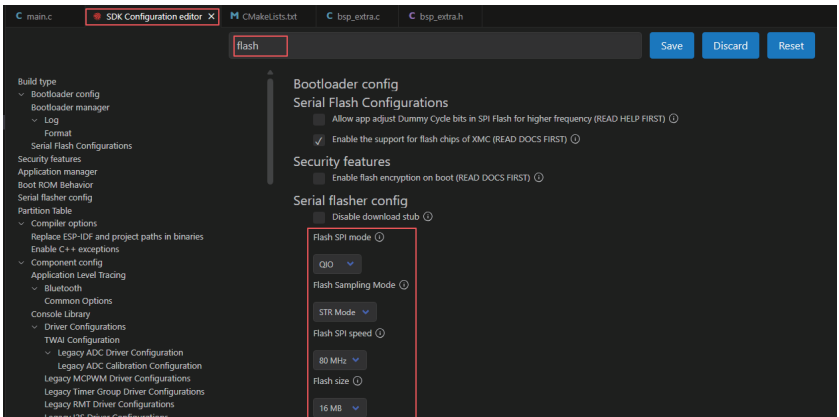 C main.c
SDK Configuration editor X
M CMakeLists.txt
C bsp_extra.c
C bsp_extra.h
flash
Save
Discard
Reset
Build type
Bootloader config
Bootloader manager
Log
Format
Serial Flash Configurations
Security features
Application manager
Boot ROM Behavior
Serial flasher config
Partition Table
Compiler options
Replace ESP-IDF and project paths in binaries
Enable C++ exceptions
Component config
Application Level Tracing
Bluetooth
Common Options
Console Library
Driver Configurations
TWAI Configuration
Legacy ADC Driver Configuration
Legacy ADC Calibration Configuration
Legacy MCPWM Driver Configurations
Legacy Timer Group Driver Configurations
Legacy RMT Driver Configurations
Legacy I2S Driver Configurations
Bootloader config
Serial Flash Configurations
Allow app adjust Dummy Cycle bits in SPI Flash for higher frequency (READ HELP FIRST)
Enable the support for flash chips of XMC (READ DOCS FIRST)
Security features
Enable flash encryption on boot (READ DOCS FIRST)
Serial flasher config
Disable download stub
Flash SPI mode
QIO
Flash Sampling Mode
STR Mode
Flash SPI speed
80 MHz
Flash size
16 MB